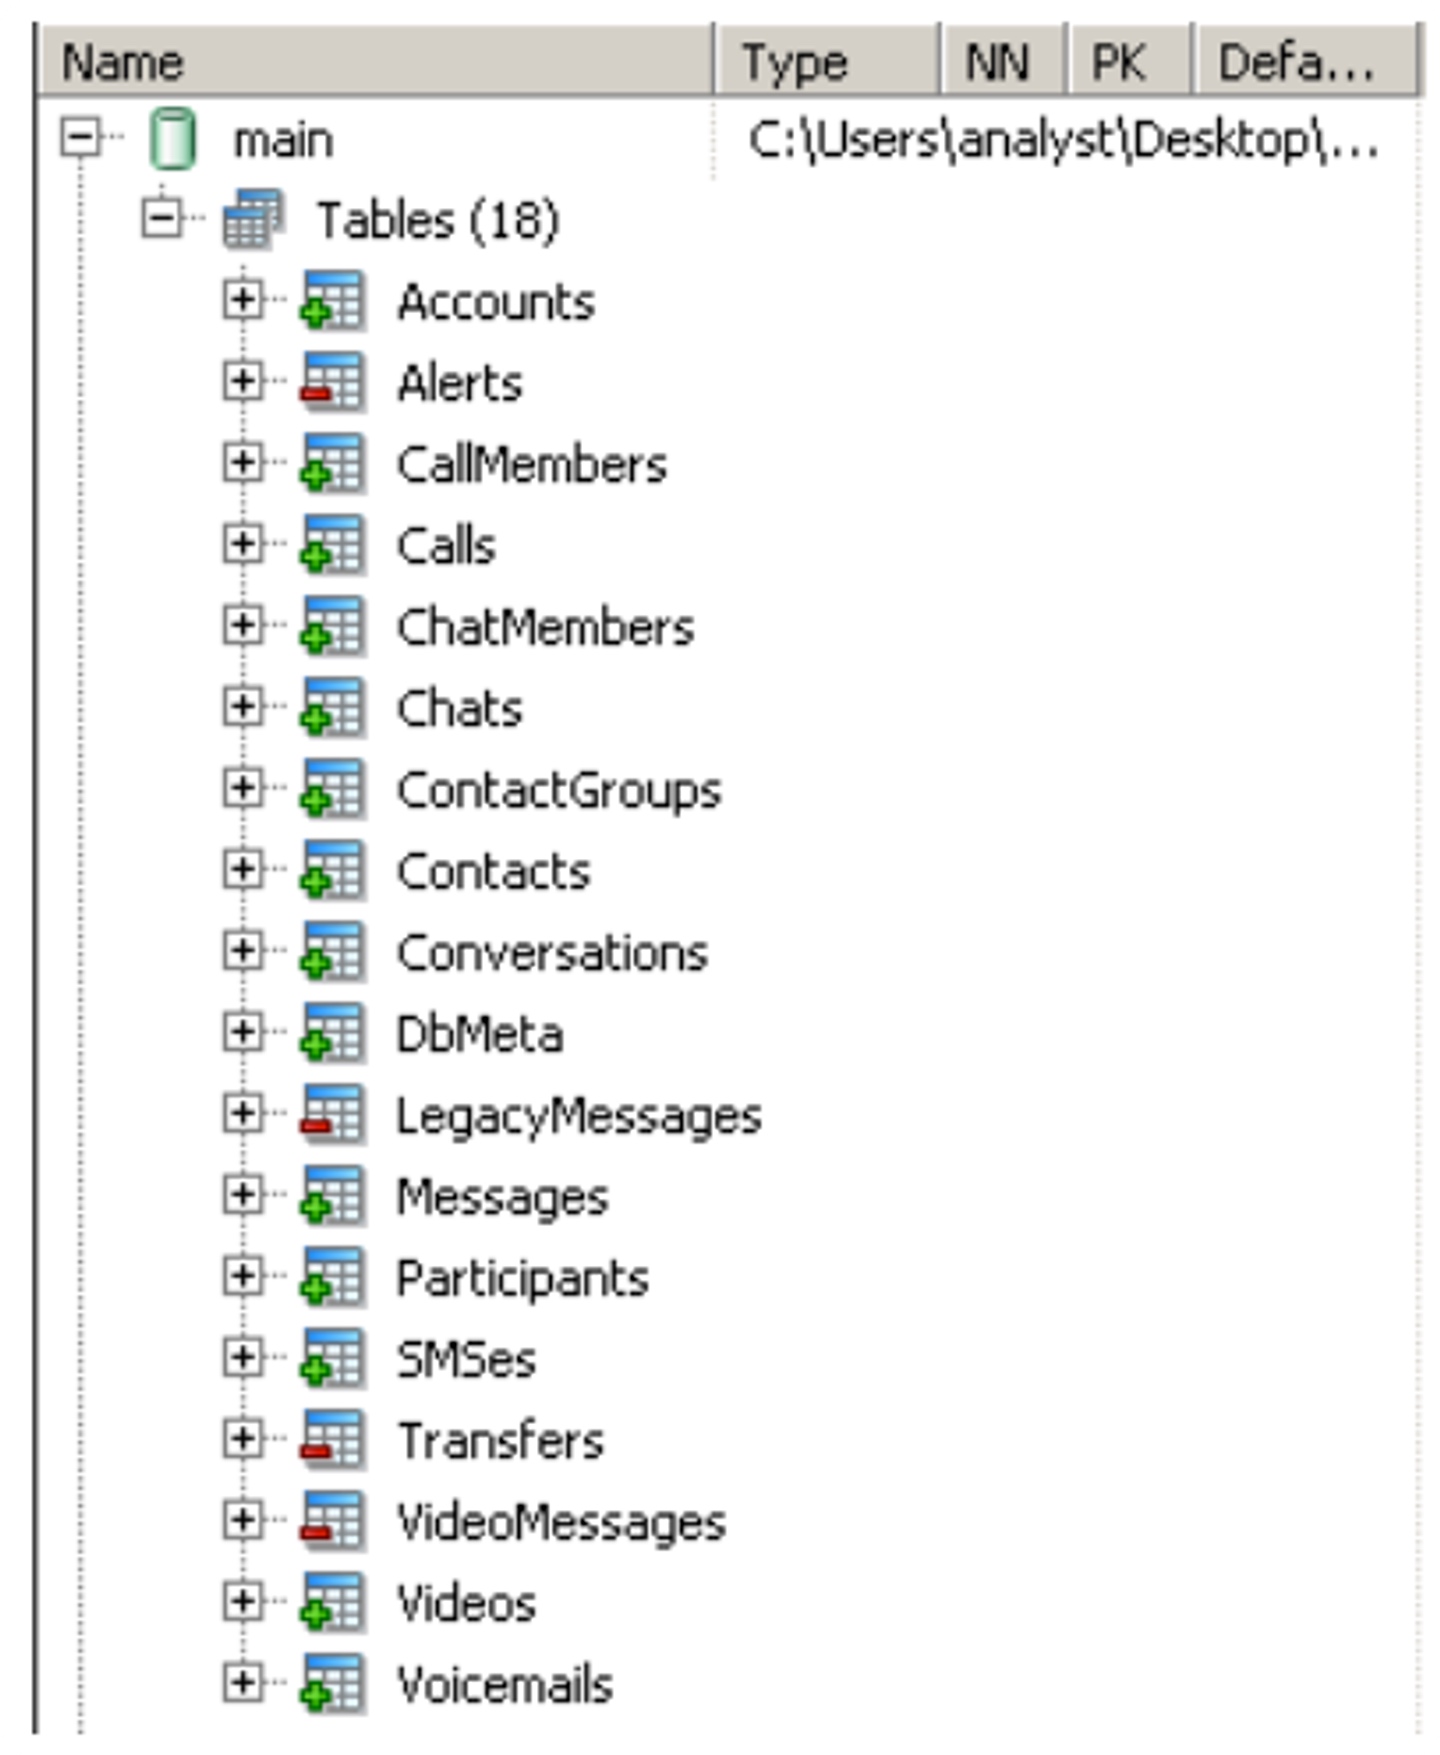 Name Type NN PK Defa...
main C:\Users\analyst\Desktop\...
Tables (18)
Accounts
Alerts
CallMembers
Calls
ChatMembers
Chats
ContactGroups
Contacts
Conversations
DbMeta
LegacyMessages
Messages
Participants
SMSes
Transfers
VideoMessages
Videos
Voicemails